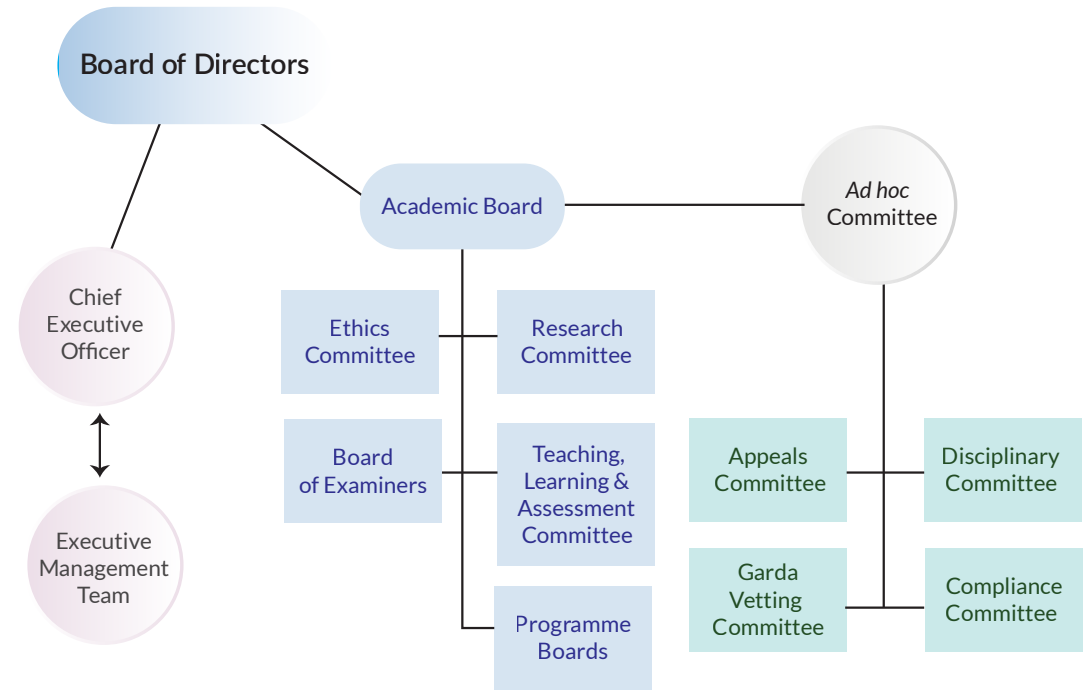 Board of Directors
Academic Board
Ad hoc
Committee
Chief
Executive
Officer
Ethics
Committee
Research
Committee
Board
of Examiners
Teaching,
Learning &
Assessment
Committee
Appeals
Committee
Disciplinary
Committee
Executive
Management
Team
Programme
Boards
Garda
Vetting
Committee
Compliance
Committee